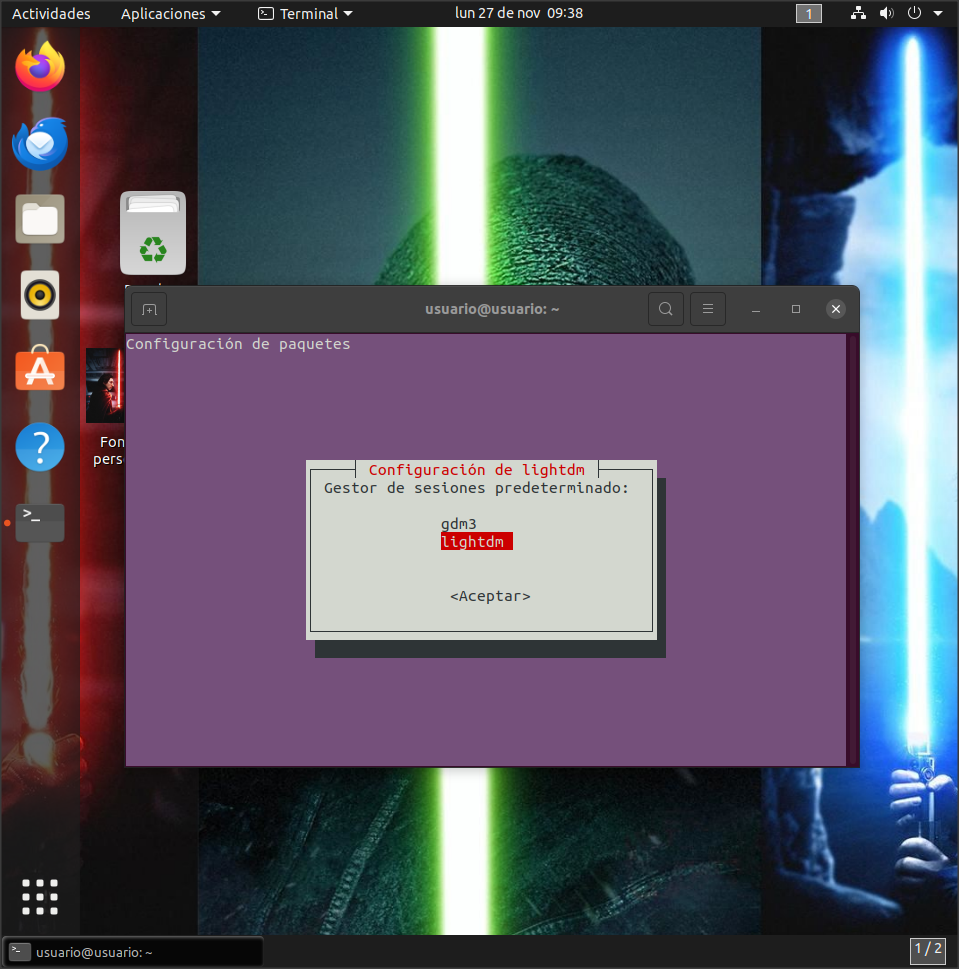 Actividades Aplicaciones Terminal lun 27 de nov 09:38 1
usuario@usuario: ~
Configuración de paquetes
Fon
pers
Configuración de lightdm
Gestor de sesiones predeterminado:
gdm3
lightdm
<Aceptar>
usuario@usuario: ~ 1 / 2